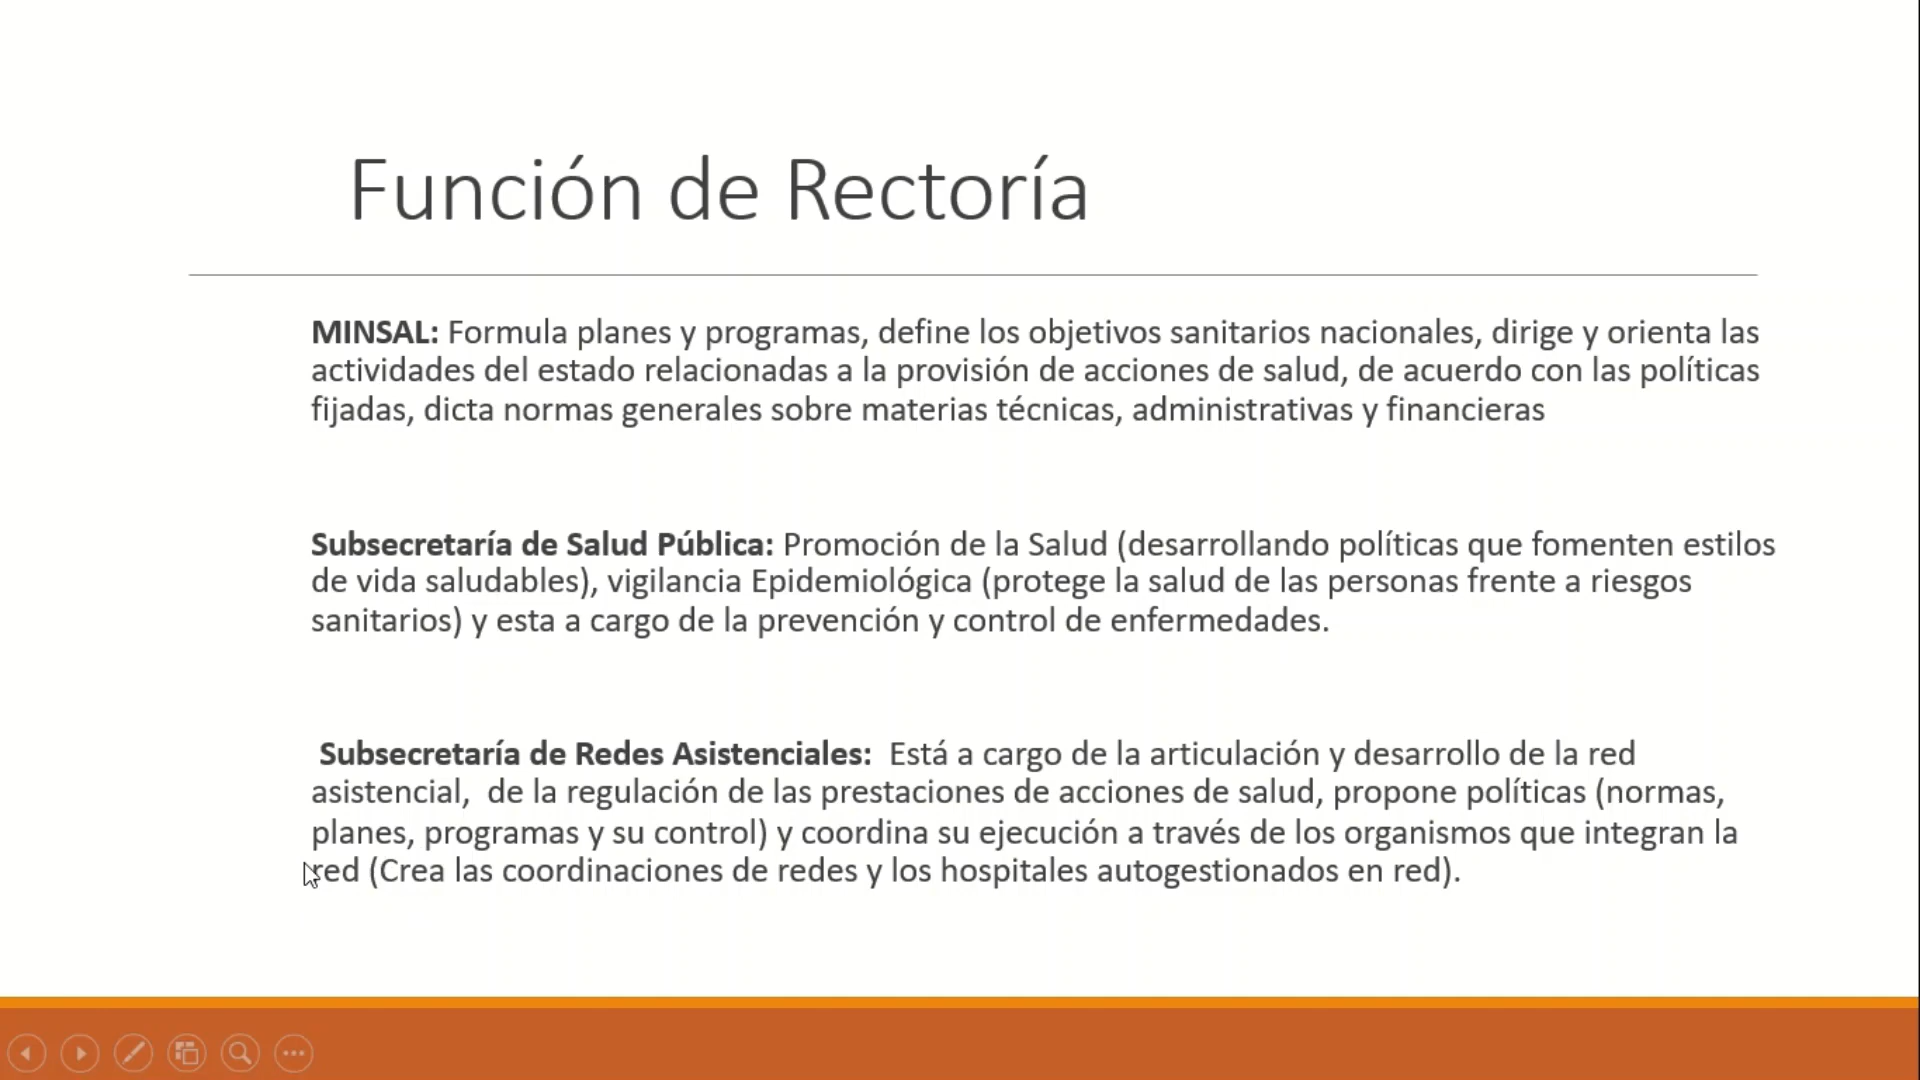 Función de Rectoría
MINSAL: Formula planes y programas, define los objetivos sanitarios nacionales, dirige y orienta las
actividades del estado relacionadas a la provisión de acciones de salud, de acuerdo con las políticas
fijadas, dicta normas generales sobre materias técnicas, administrativas y financieras
Subsecretaría de Salud Pública: Promoción de la Salud (desarrollando políticas que fomenten estilos
de vida saludables), vigilancia Epidemiológica (protege la salud de las personas frente a riesgos
sanitarios) y esta a cargo de la prevención y control de enfermedades.
Subsecretaría de Redes Asistenciales:  Está a cargo de la articulación y desarrollo de la red
asistencial,  de la regulación de las prestaciones de acciones de salud, propone políticas (normas,
planes, programas y su control) y coordina su ejecución a través de los organismos que integran la
red (Crea las coordinaciones de redes y los hospitales autogestionados en red).